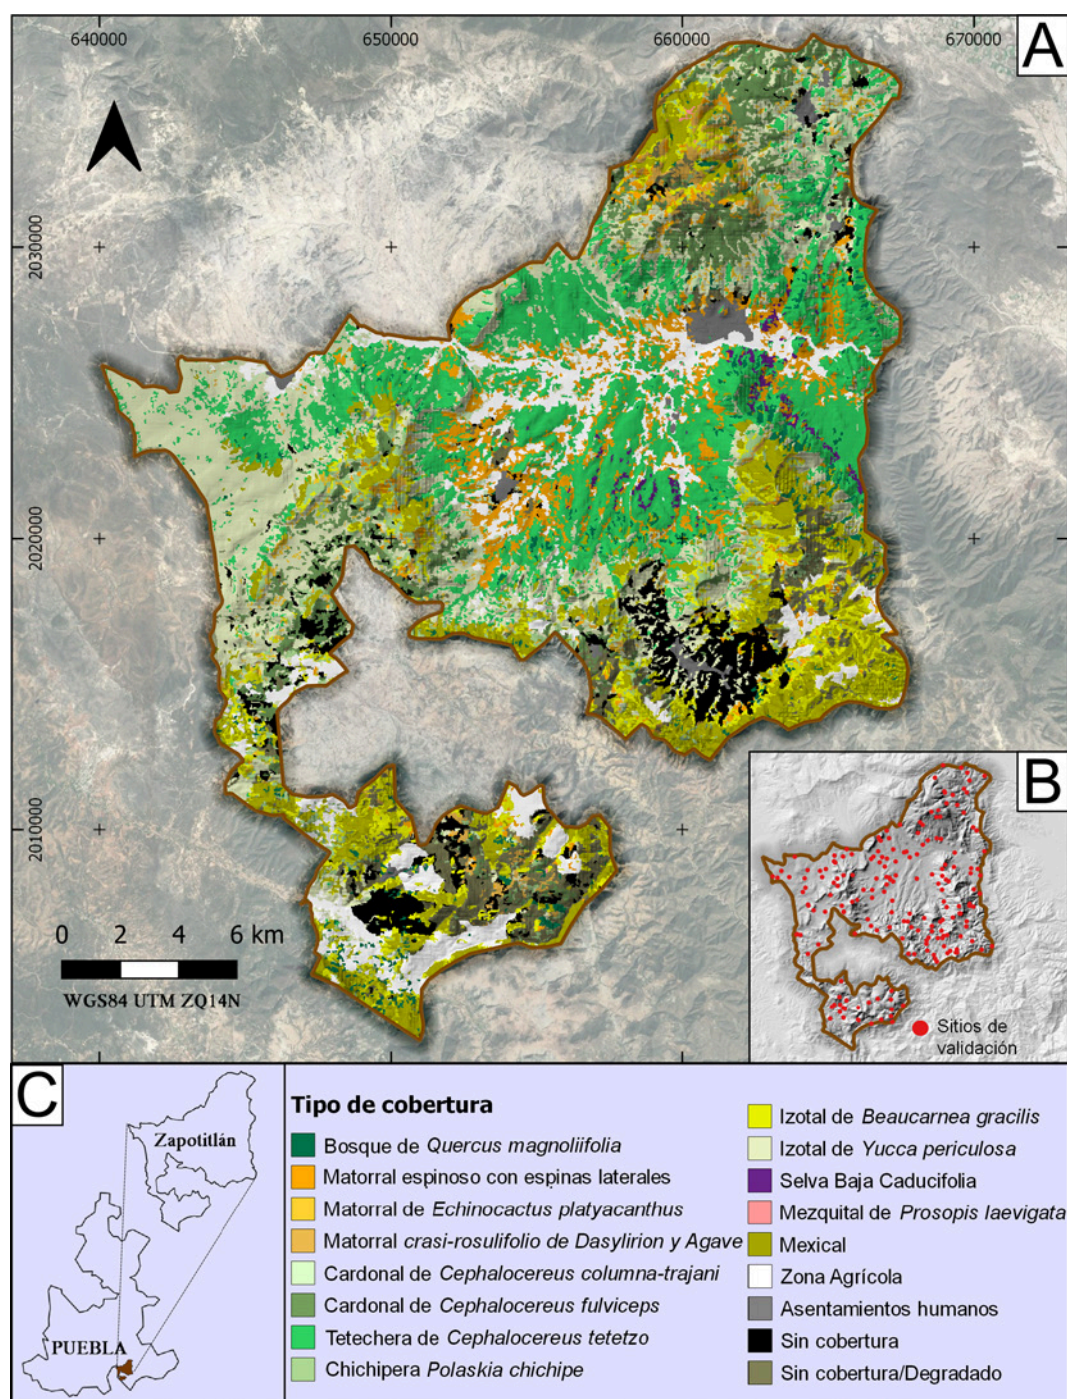 640000
650000
660000
670000
A
2030000
2020000
2010000
0 2 4 6 km
WGS84 UTM ZQ14N
B
Sitios de
validación
C
Zapotitlán
PUEBLA
Tipo de cobertura
Bosque de Quercus magnoliifolia
Matorral espinoso con espinas laterales
Matorral de Echinocactus platyacanthus
Matorral crasi-rosulifolio de Dasylirion y Agave
Cardonal de Cephalocereus columna-trajani
Cardonal de Cephalocereus fulviceps
Tetechera de Cephalocereus tetetzo
Chichipera Polaskia chichipe
Izotal de Beaucarnea gracilis
Izotal de Yucca periculosa
Selva Baja Caducifolia
Mezquital de Prosopis laevigata
Mexical
Zona Agrícola
Asentamientos humanos
Sin cobertura
Sin cobertura/Degradado